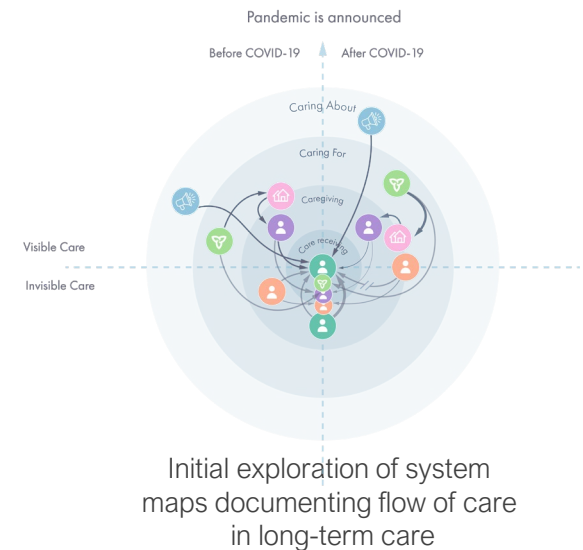 Pandemic is announced
Before COVID-19
After COVID-19
Caring About
Caring For
Caregiving
Care receiving
Visible Care
Invisible Care
Initial exploration of system
maps documenting flow of care
in long-term care